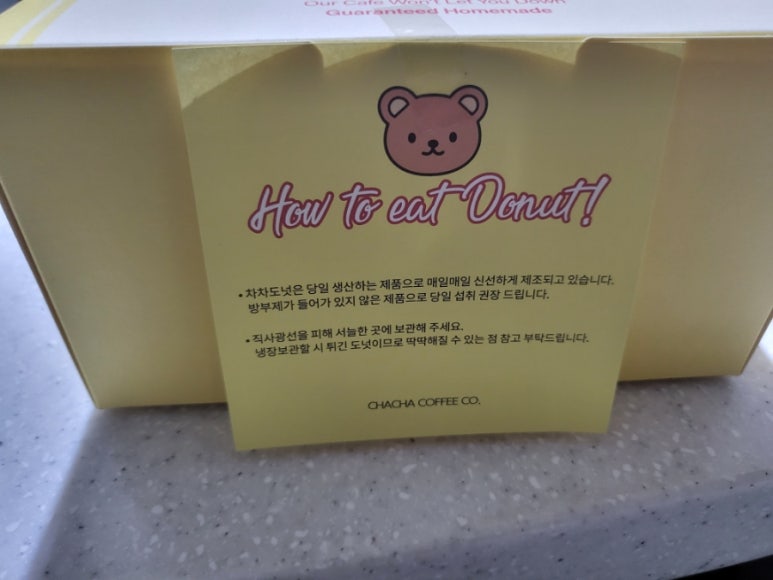 Our Cafe Won't Let You Down
Guaranteed Homemade
How to eat Donut!
• 차차도넛은 당일 생산하는 제품으로 매일매일 신선하게 제조되고 있습니다.
방부제가 들어가 있지 않은 제품으로 당일 섭취 권장 드립니다.
• 직사광선을 피해 서늘한 곳에 보관해 주세요.
냉장보관할 시 튀긴 도넛이므로 딱딱해질 수 있는 점 참고 부탁드립니다.
CHACHA COFFEE CO.